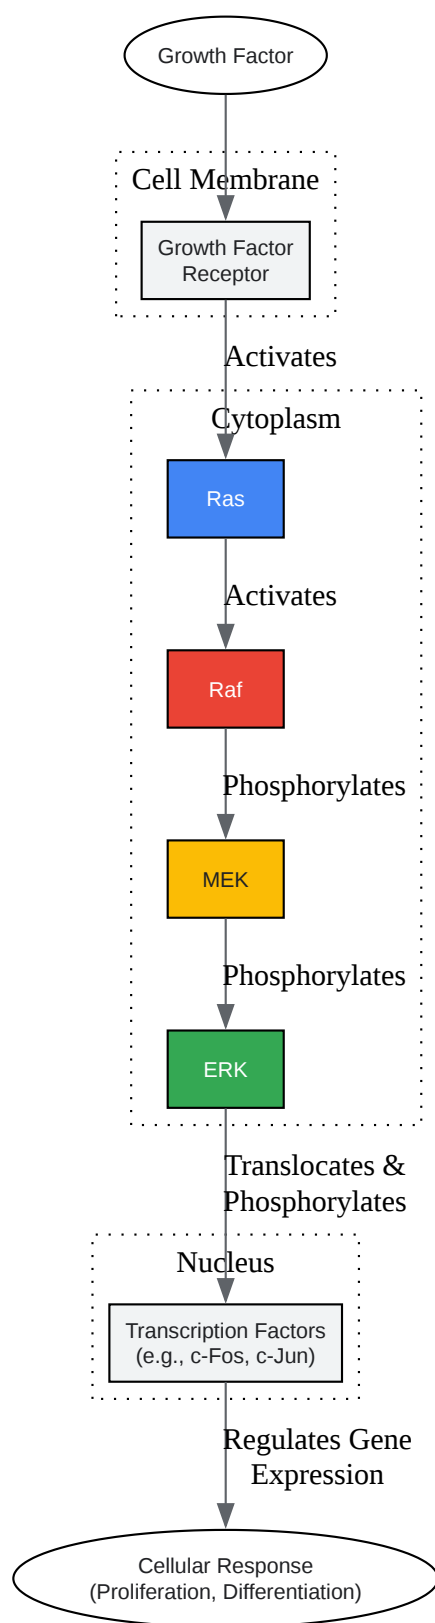 Growth Factor
Cell Membrane
Growth Factor
Receptor
Activates
Cytoplasm
Ras
Activates
Raf
Phosphorylates
MEK
Phosphorylates
ERK
Translocates &
Phosphorylates
Nucleus
Transcription Factors
(e.g., c-Fos, c-Jun)
Regulates Gene
Expression
Cellular Response
(Proliferation, Differentiation)